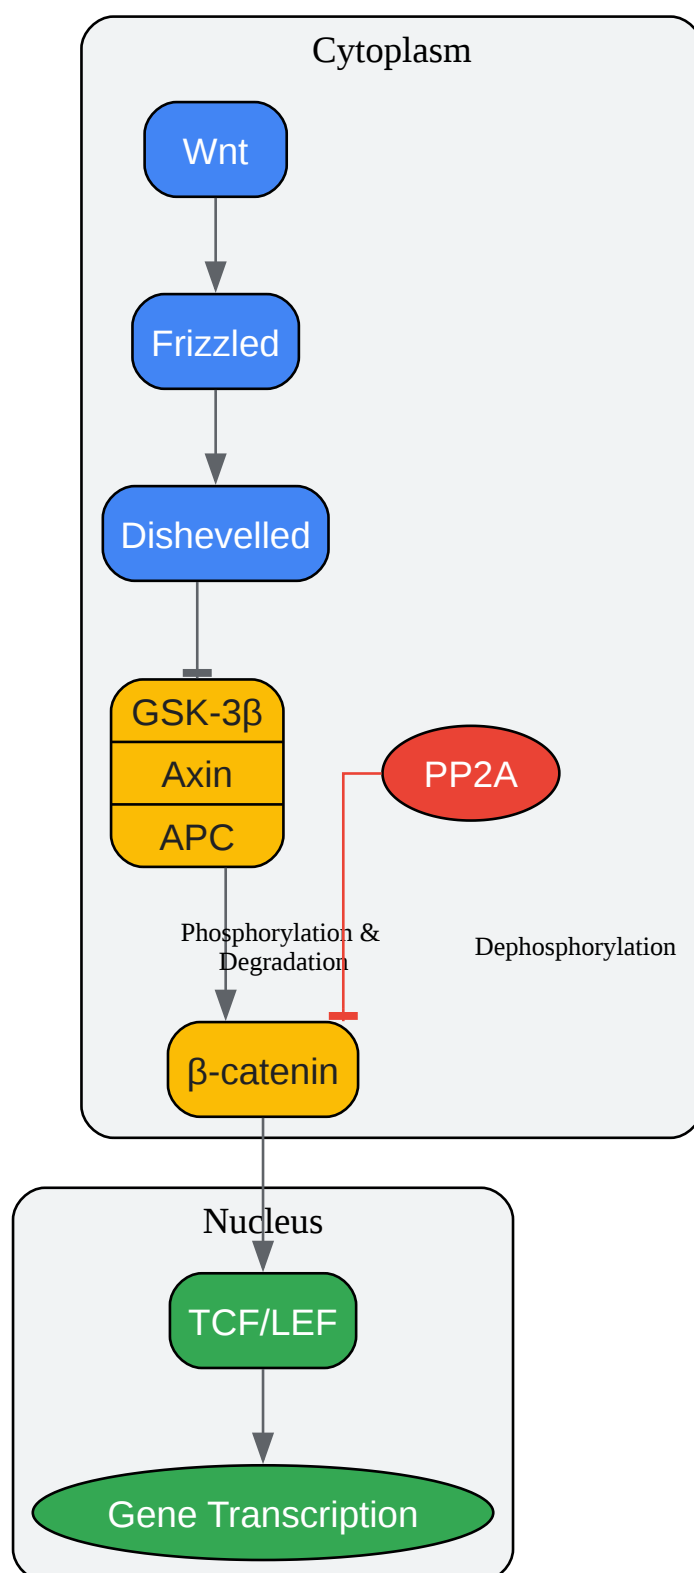 Cytoplasm
Wnt
Frizzled
Dishevelled
GSK-3β
Axin
APC
PP2A
Phosphorylation &
Degradation
Dephosphorylation
β-catenin
Nucleus
TCF/LEF
Gene Transcription